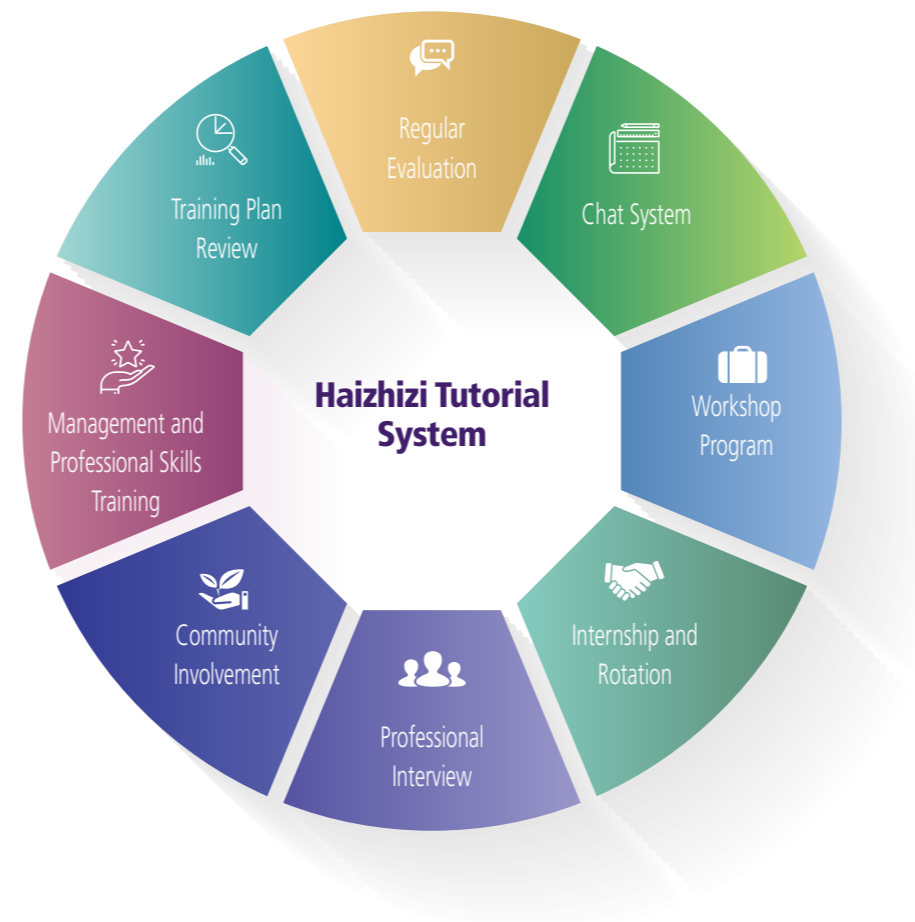 Regular
Evaluation
Chat System
Workshop
Program
Internship and
Rotation
Professional
Interview
Community
Involvement
Management and
Professional Skills
Training
Training Plan
Review
Haizhizi Tutorial
System